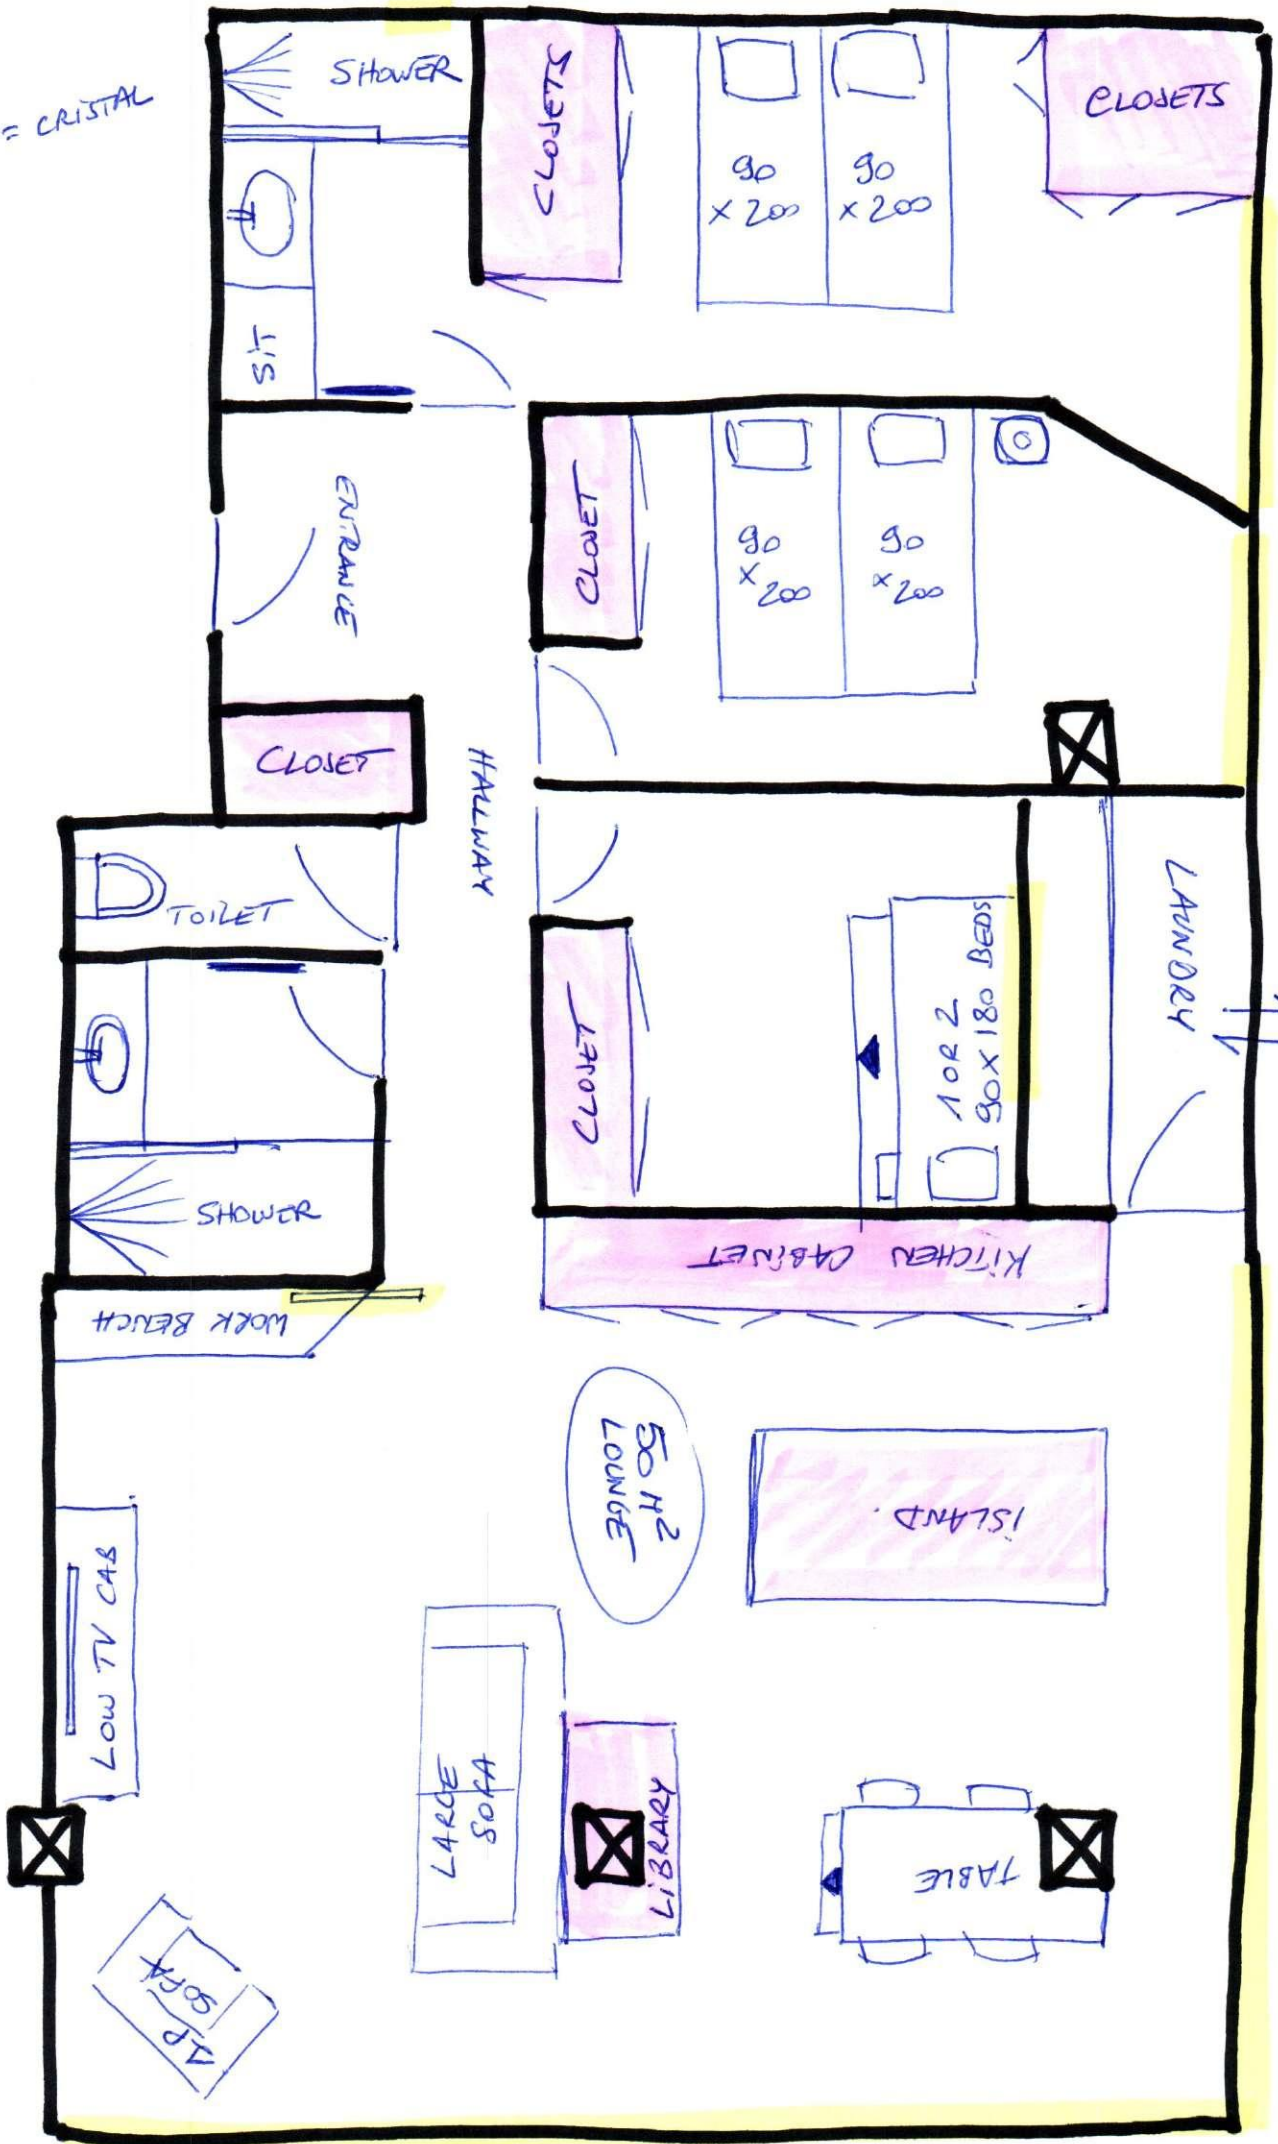 = CRISTAL
SHOWER
CLOSETS
90
x 200
90
x 200
CLOSETS
SIT
ENTRANCE
CLOSET
90
x 200
90
x 200
CLOSET
HALLWAY
TOILET
LAUNDRY
CLOSET
1 OR 2
90 X 180 BEDS
SHOWER
KITCHEN CABINET
WORK BENCH
50 M2
LOUNGE
ISLAND
LOW TV CAB
LARGE
SOFA
LIBRARY
TABLE
1P
SOFA